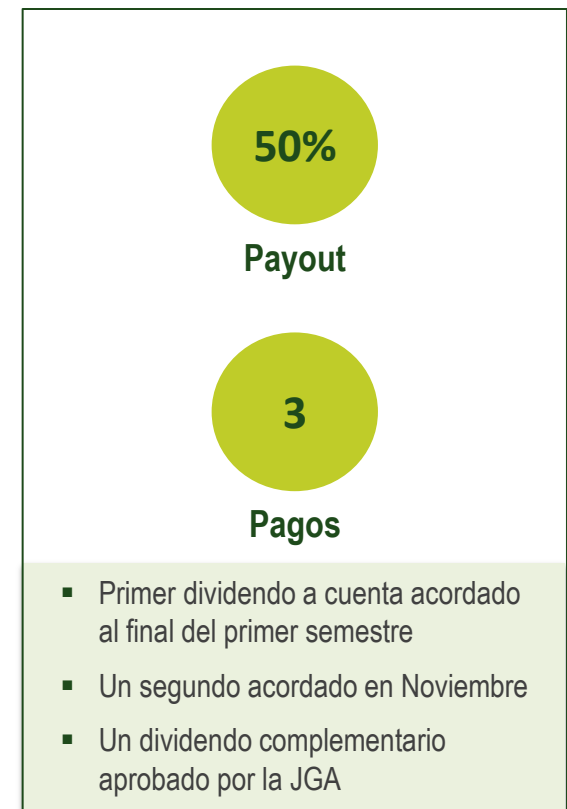 50%
Payout
3
Pagos
▪ Primer dividendo a cuenta acordado
al final del primer semestre
▪ Un segundo acordado en Noviembre
▪ Un dividendo complementario
aprobado por la JGA